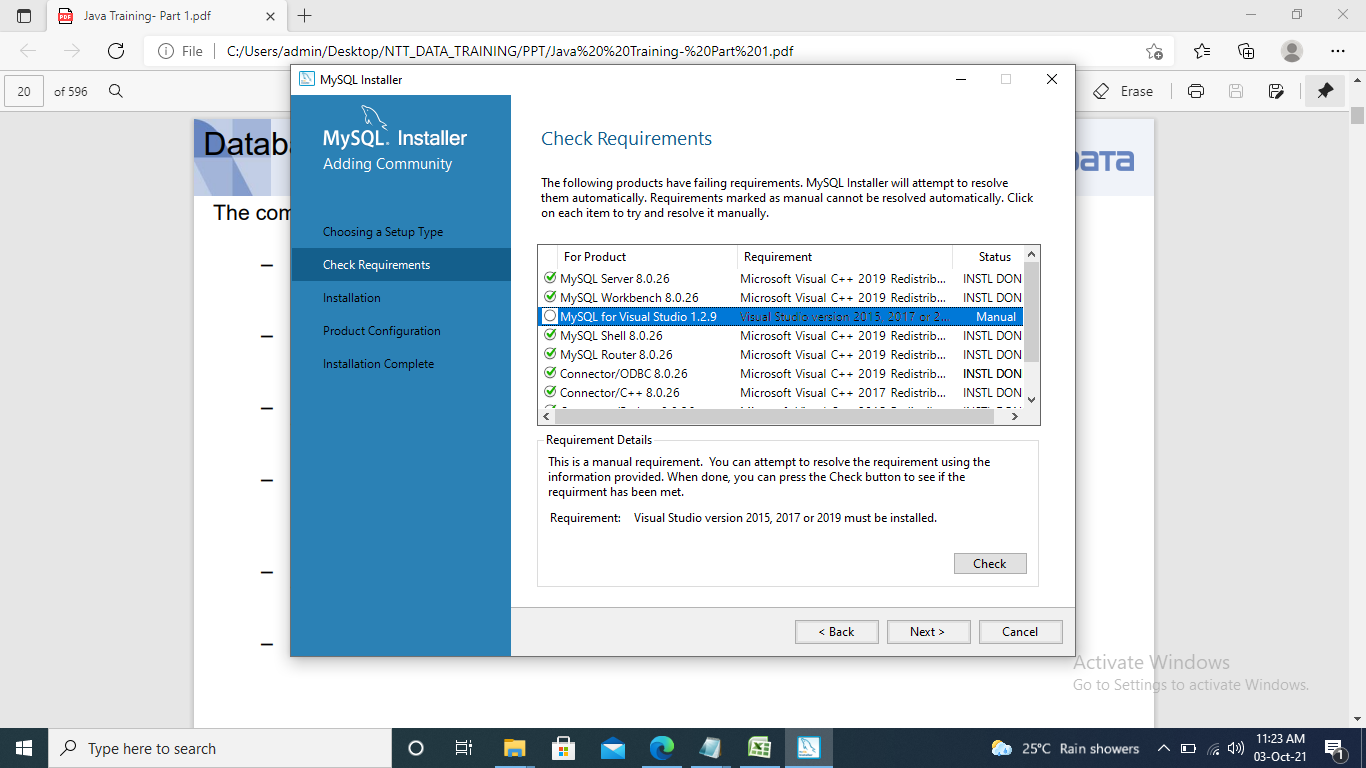 Java Training- Part 1.pdf
File
C:/Users/admin/Desktop/NTT_DATA_TRAINING/PPT/Java%20%20Training-%20Part%201.pdf
20 of 596
Erase
MySQL Installer
MySQL. Installer
Adding Community
Choosing a Setup Type
Check Requirements
Installation
Product Configuration
Installation Complete
Check Requirements
The following products have failing requirements. MySQL Installer will attempt to resolve
them automatically. Requirements marked as manual cannot be resolved automatically. Click
on each item to try and resolve it manually.
For Product Requirement Status
MySQL Server 8.0.26 Microsoft Visual C++ 2019 Redistrib... INSTL DON
MySQL Workbench 8.0.26 Microsoft Visual C++ 2019 Redistrib... INSTL DON
MySQL for Visual Studio 1.2.9 Visual Studio version 2015, 2017 or 2... Manual
MySQL Shell 8.0.26 Microsoft Visual C++ 2019 Redistrib... INSTL DON
MySQL Router 8.0.26 Microsoft Visual C++ 2019 Redistrib... INSTL DON
Connector/ODBC 8.0.26 Microsoft Visual C++ 2019 Redistrib... INSTL DON
Connector/C++ 8.0.26 Microsoft Visual C++ 2017 Redistrib... INSTL DON
Requirement Details
This is a manual requirement. You can attempt to resolve the requirement using the
information provided. When done, you can press the Check button to see if the
requirment has been met.
Requirement: Visual Studio version 2015, 2017 or 2019 must be installed.
Check
< Back Next > Cancel
Datab
The com
ata
Activate Windows
Go to Settings to activate Windows.
Type here to search
25°C Rain showers
11:23 AM
03-Oct-21
1